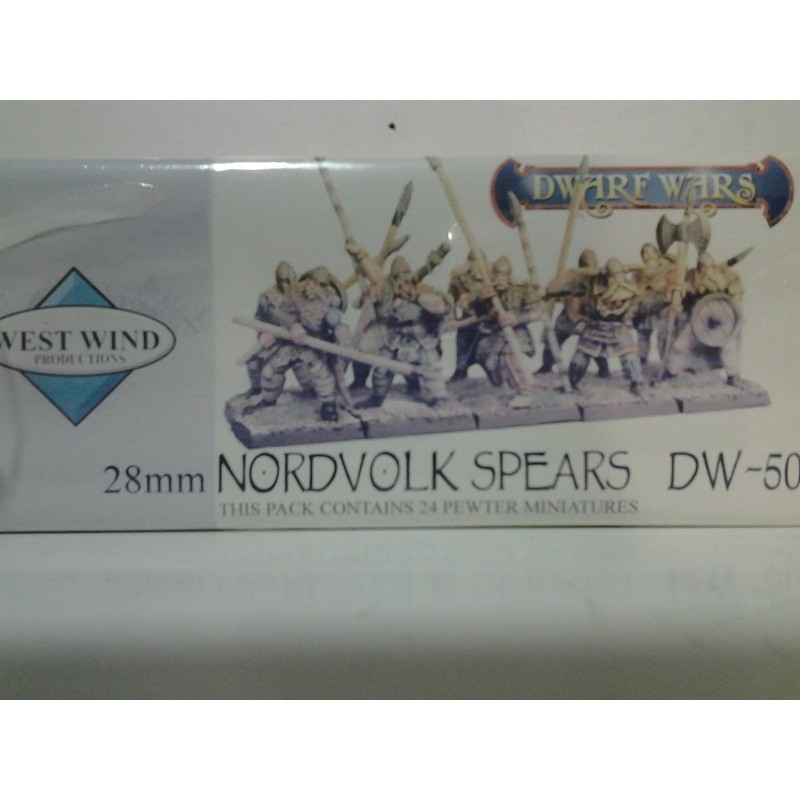 DWARF WARS
WEST WIND
PRODUCTIONS
28mm NORDVOLK SPEARS DW-50
THIS PACK CONTAINS 24 PEWTER MINIATURES